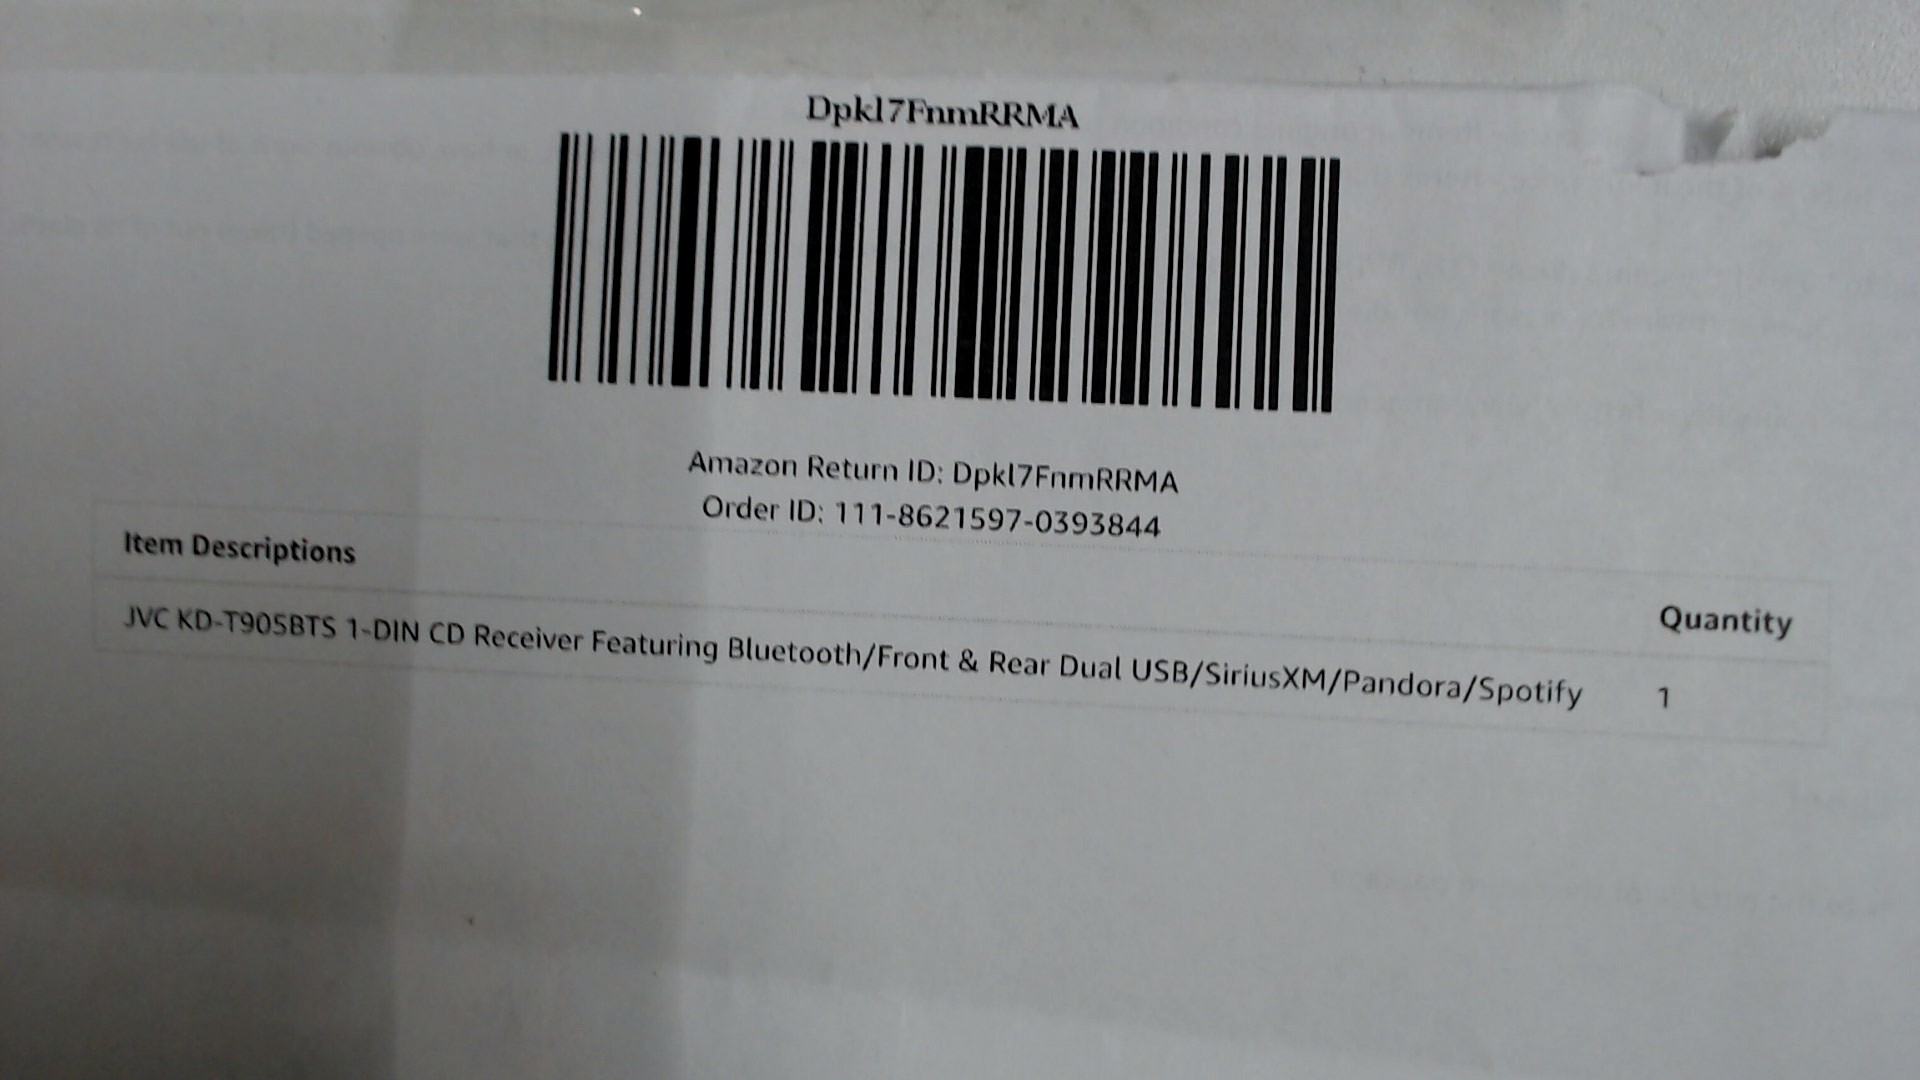 Dpkl7FnmRRMA
Amazon Return ID: Dpkl7FnmRRMA
Order ID: 111-8621597-0393844
Item Descriptions
Quantity
JVC KD-T905BTS 1-DIN CD Receiver Featuring Bluetooth/Front & Rear Dual USB/SiriusXM/Pandora/Spotify
1